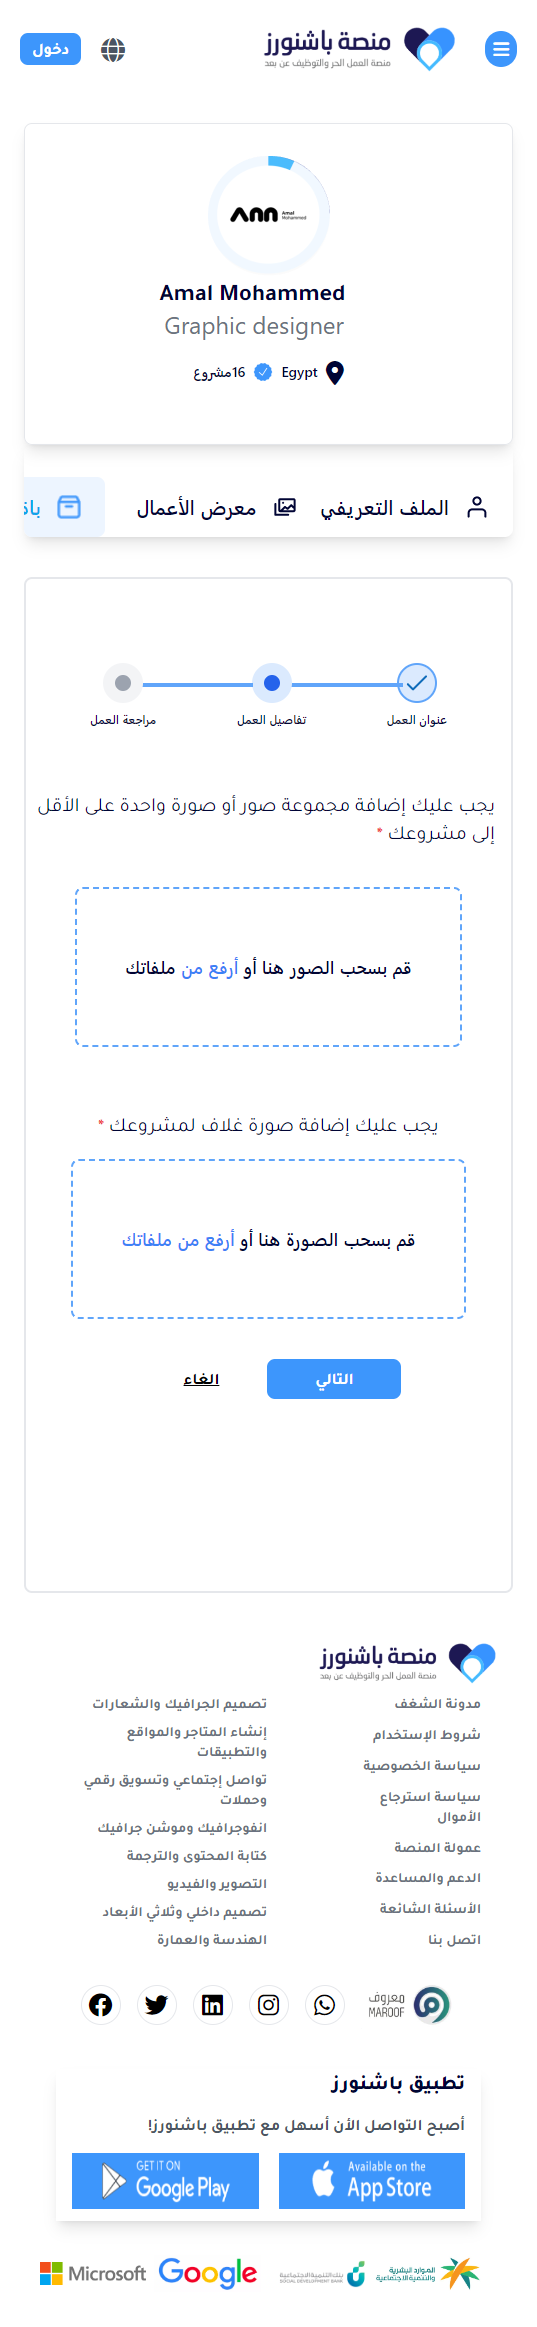 منصة باشنورز
منصة العمل الحر والتوظيف عن بعد
دخول
Ann Amal
Mohammed
Amal Mohammed
Graphic designer
Egypt
16مشروع
الملف التعريفي
معرض الأعمال
باق
عنوان العمل
تفاصيل العمل
مراجعة العمل
يجب عليك إضافة مجموعة صور أو صورة واحدة على الأقل
إلى مشروعك *
قم بسحب الصور هنا أو أرفع من ملفاتك
يجب عليك إضافة صورة غلاف لمشروعك *
قم بسحب الصورة هنا أو أرفع من ملفاتك
التالي
الغاء
منصة باشنورز
منصة العمل الحر والتوظيف عن بعد
مدونة الشغف
شروط الإستخدام
سياسة الخصوصية
سياسة استرجاع
الأموال
عمولة المنصة
الدعم والمساعدة
الأسئلة الشائعة
اتصل بنا
تصميم الجرافيك والشعارات
إنشاء المتاجر والمواقع
والتطبيقات
تواصل إجتماعي وتسويق رقمي
وحملات
انفوجرافيك وموشن جرافيك
كتابة المحتوى والترجمة
التصوير والفيديو
تصميم داخلي وثلاثي الأبعاد
الهندسة والعمارة
معروف
MAROOF
تطبيق باشنورز
أصبح التواصل الأن أسهل مع تطبيق باشنورز!
Available on the
App Store
GET IT ON
Google Play
الموارد البشرية
والتنمية الاجتماعية
بنك التنمية الاجتماعية
SOCIAL DEVELOPMENT BANK
Google
Microsoft